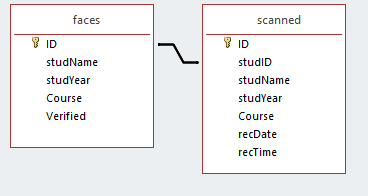 faces
ID
studName
studYear
Course
Verified
scanned
ID
studID
studName
studYear
Course
recDate
recTime